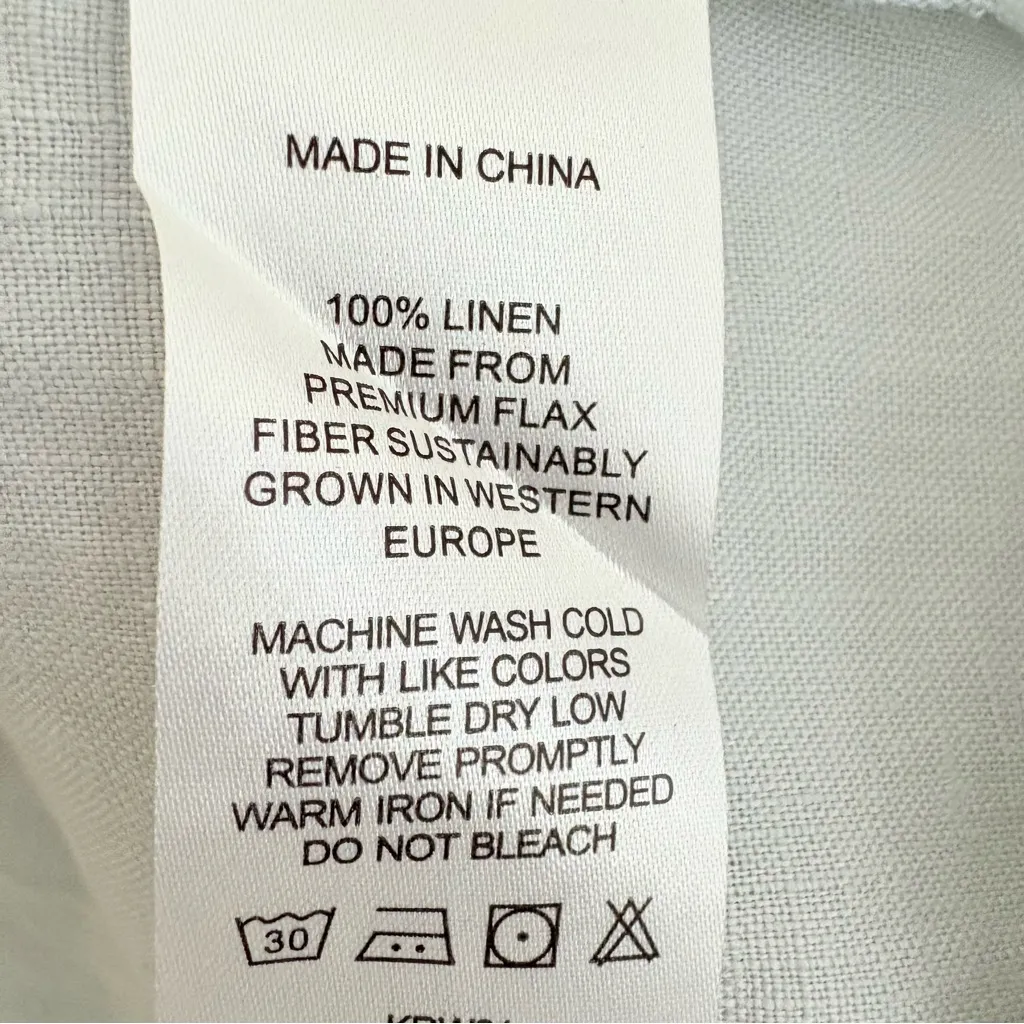 MADE IN CHINA
100% LINEN
MADE FROM
PREMIUM FLAX
FIBER SUSTAINABLY
GROWN IN WESTERN
EUROPE
MACHINE WASH COLD
WITH LIKE COLORS
TUMBLE DRY LOW
REMOVE PROMPTLY
WARM IRON IF NEEDED
DO NOT BLEACH
30